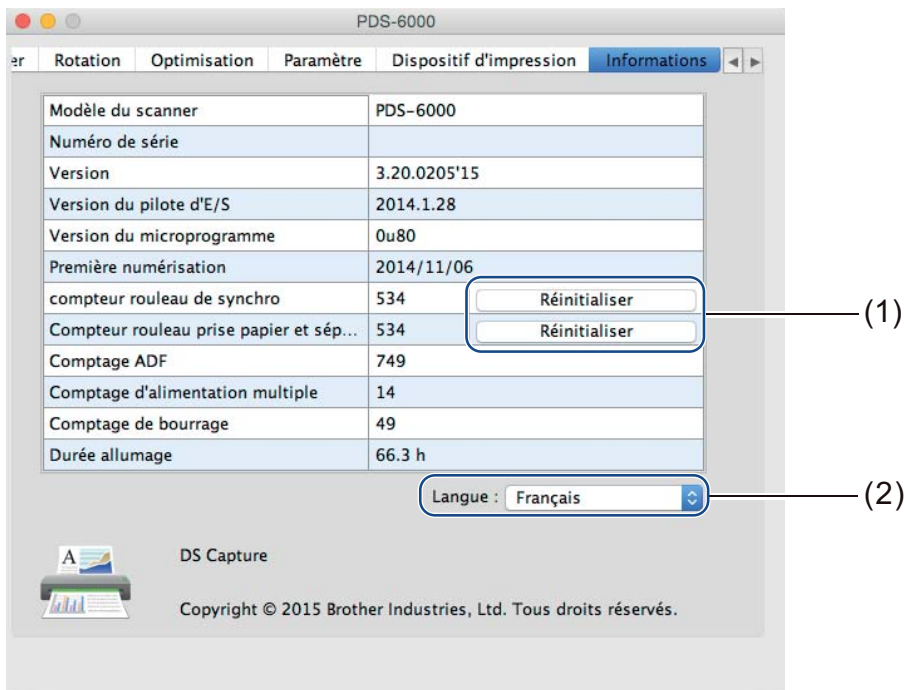 PDS-6000
er Rotation Optimisation Paramètre Dispositif d'impression Informations
Modèle du scanner PDS-6000
Numéro de série
Version 3.20.0205'15
Version du pilote d'E/S 2014.1.28
Version du microprogramme 0u80
Première numérisation 2014/11/06
compteur rouleau de synchro 534 Réinitialiser (1)
Compteur rouleau prise papier et sép... 534 Réinitialiser
Comptage ADF 749
Comptage d'alimentation multiple 14
Comptage de bourrage 49
Durée allumage 66.3 h
Langue : Français (2)
A
DS Capture
Copyright © 2015 Brother Industries, Ltd. Tous droits réservés.